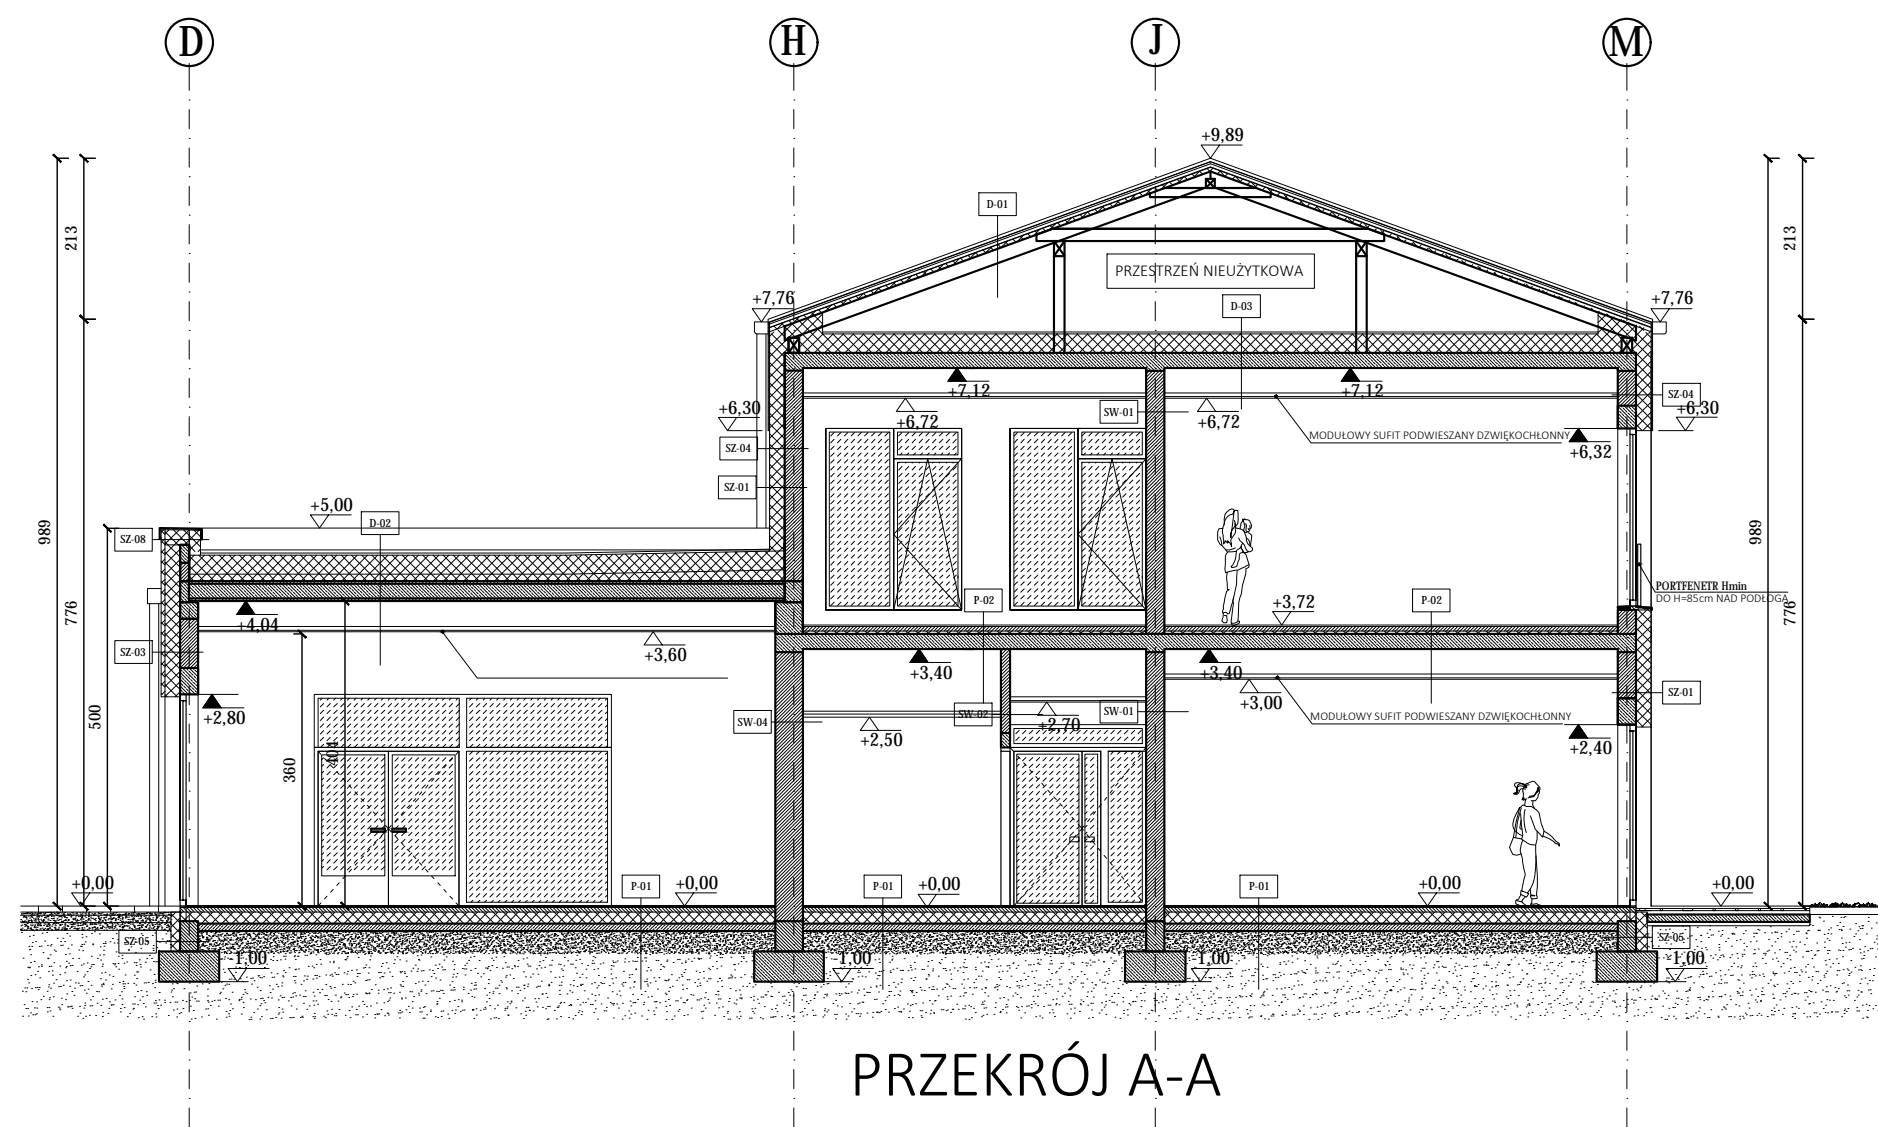 D H J M
+9,89
D-01
213
213
PRZESTRZEŃ NIEUŻYTKOWA
+7,76
+7,76
D-03
+7,12
+7,12
SZ-04
+6,30
+6,72
SW-01
+6,72
+6,30
MODUŁOWY SUFIT PODWIESZANY DZWIĘKOCHŁONNY
+6,32
SZ-04
SZ-01
+5,00
D-02
989
989
SZ-08
776
776
PORTFENETR Hmin
DO H=85cm NAD PODŁOGĄ
P-02
+3,72
P-02
+4,04
SZ-03
+3,60
+3,40
+3,40
500
+2,80
SW-04
+2,50
SW-02
+2,70
SW-01
+3,00
SZ-01
MODUŁOWY SUFIT PODWIESZANY DZWIĘKOCHŁONNY
+2,40
360
404
+0,00
P-01
+0,00
P-01
+0,00
P-01
+0,00
+0,00
SZ-05
SZ-05
-1,00
-1,00
-1,00
-1,00
PRZEKRÓJ A-A